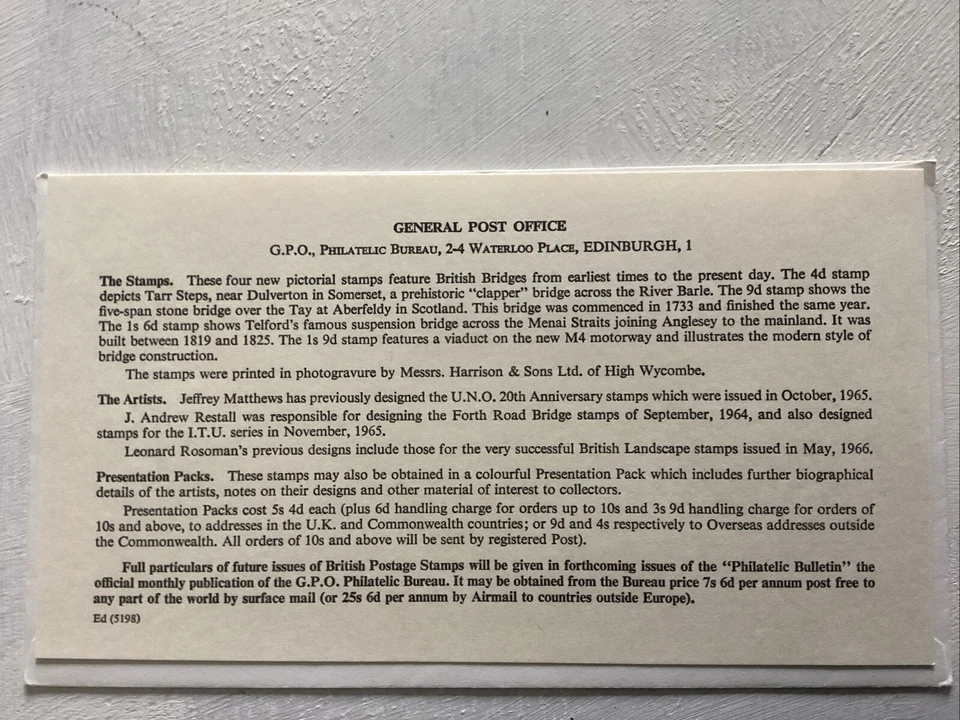 GENERAL POST OFFICE
G.P.O., Philatelic Bureau, 2-4 Waterloo Place, EDINBURGH, 1
The Stamps. These four new pictorial stamps feature British Bridges from earliest times to the present day. The 4d stamp
depicts Tarr Steps, near Dulverton in Somerset, a prehistoric "clapper" bridge across the River Barle. The 9d stamp shows the
five-span stone bridge over the Tay at Aberfeldy in Scotland. This bridge was commenced in 1733 and finished the same year.
The 1s 6d stamp shows Telford's famous suspension bridge across the Menai Straits joining Anglesey to the mainland. It was
built between 1819 and 1825. The 1s 9d stamp features a viaduct on the new M4 motorway and illustrates the modern style of
bridge construction.
The stamps were printed in photogravure by Messrs. Harrison & Sons Ltd. of High Wycombe.
The Artists. Jeffrey Matthews has previously designed the U.N.O. 20th Anniversary stamps which were issued in October, 1965.
J. Andrew Restall was responsible for designing the Forth Road Bridge stamps of September, 1964, and also designed
stamps for the I.T.U. series in November, 1965.
Leonard Rosoman's previous designs include those for the very successful British Landscape stamps issued in May, 1966.
Presentation Packs. These stamps may also be obtained in a colourful Presentation Pack which includes further biographical
details of the artists, notes on their designs and other material of interest to collectors.
Presentation Packs cost 5s 4d each (plus 6d handling charge for orders up to 10s and 3s 9d handling charge for orders of
10s and above, to addresses in the U.K. and Commonwealth countries; or 9d and 4s respectively to Overseas addresses outside
the Commonwealth. All orders of 10s and above will be sent by registered Post).
Full particulars of future issues of British Postage Stamps will be given in forthcoming issues of the "Philatelic Bulletin" the
official monthly publication of the G.P.O. Philatelic Bureau. It may be obtained from the Bureau price 7s 6d per annum post free to
any part of the world by surface mail (or 25s 6d per annum by Airmail to countries outside Europe).
Ed (5198)